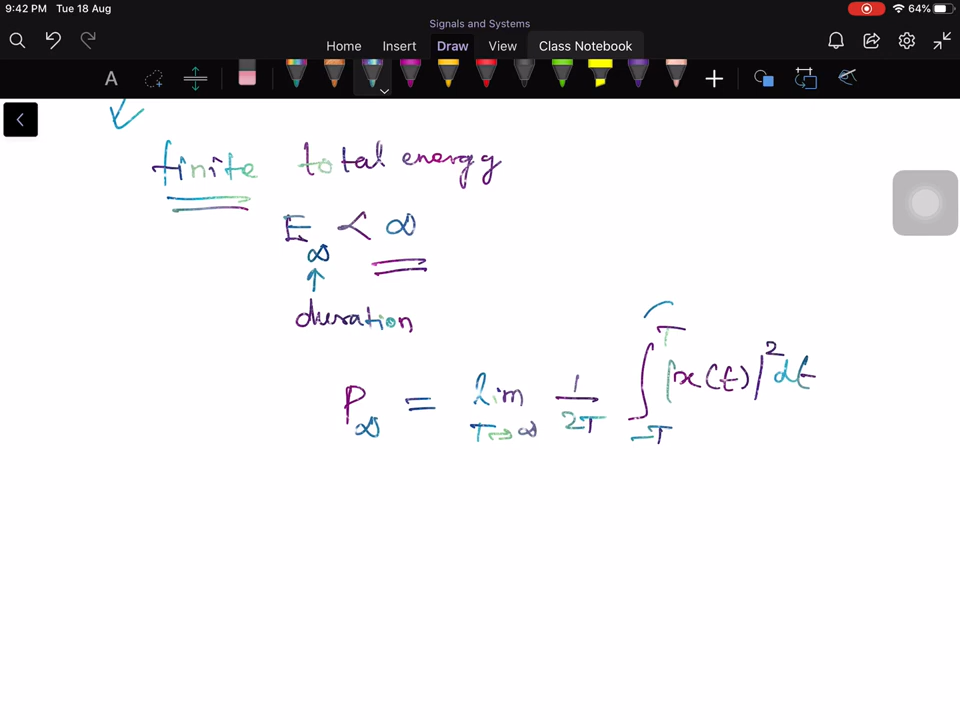 9:42 PM Tue 18 Aug
64%
Signals and Systems
Home Insert Draw View Class Notebook
A
finite total energy
E∞ < ∞
↑
duration
P∞ = lim T→∞ 1/2T ∫_{-T}^{T} |x(t)|² dt